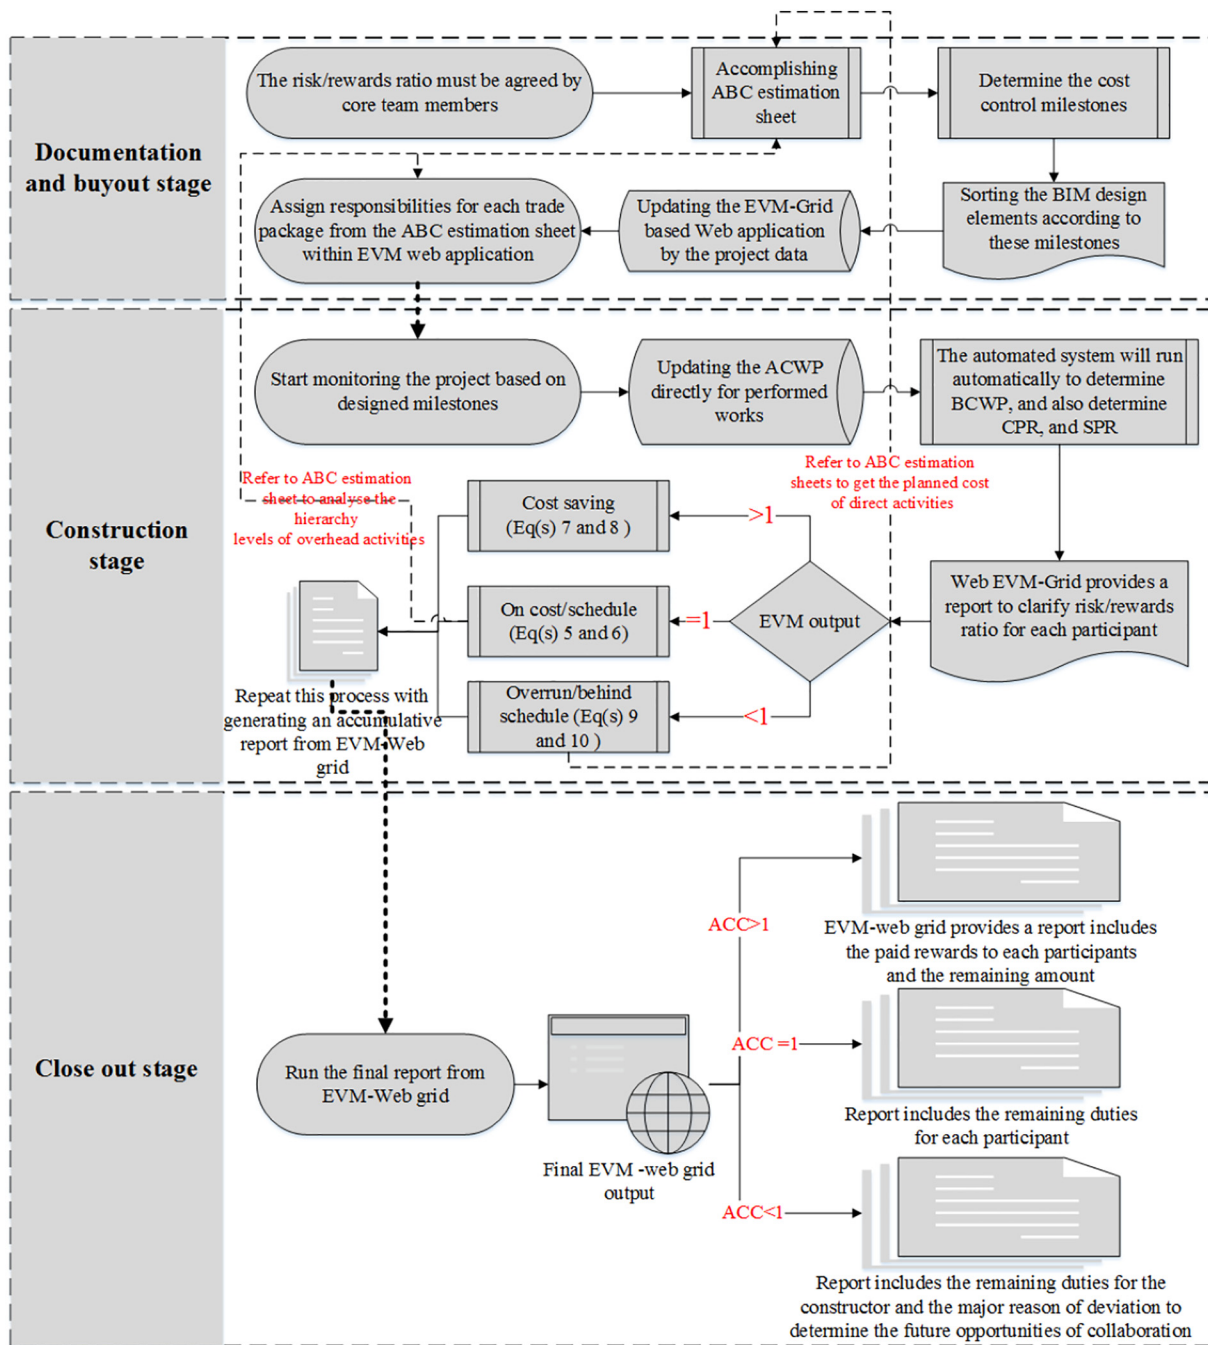 Documentation
and buyout stage
The risk/rewards ratio must be agreed by
core team members
Accomplishing
ABC estimation
sheet
Determine the cost
control milestones
Assign responsibilities for each trade
package from the ABC estimation sheet
within EVM web application
Updating the EVM-Grid
based Web application
by the project data
Sorting the BIM design
elements according to
these milestones
Construction
stage
Start monitoring the project based on
designed milestones
Updating the ACWP
directly for performed
works
The automated system will run
automatically to determine
BCWP, and also determine
CPR, and SPR
Refer to ABC estimation
sheet to analyse the
hierarchy
levels of overhead activities
Refer to ABC estimation
sheets to get the planned cost
of direct activities
Cost saving
(Eq(s) 7 and 8 )
>1
On cost/schedule
(Eq(s) 5 and 6)
=1
EVM output
Web EVM-Grid provides a
report to clarify risk/rewards
ratio for each participant
Overrun/behind
schedule (Eq(s) 9
and 10 )
<1
Repeat this process with
generating an accumulative
report from EVM-Web
grid
Close out stage
Run the final report from
EVM-Web grid
Final EVM -web grid
output
ACC>1
EVM-web grid provides a report includes
the paid rewards to each participants
and the remaining amount
ACC =1
Report includes the remaining duties
for each participant
ACC<1
Report includes the remaining duties for the
constructor and the major reason of deviation to
determine the future opportunities of collaboration